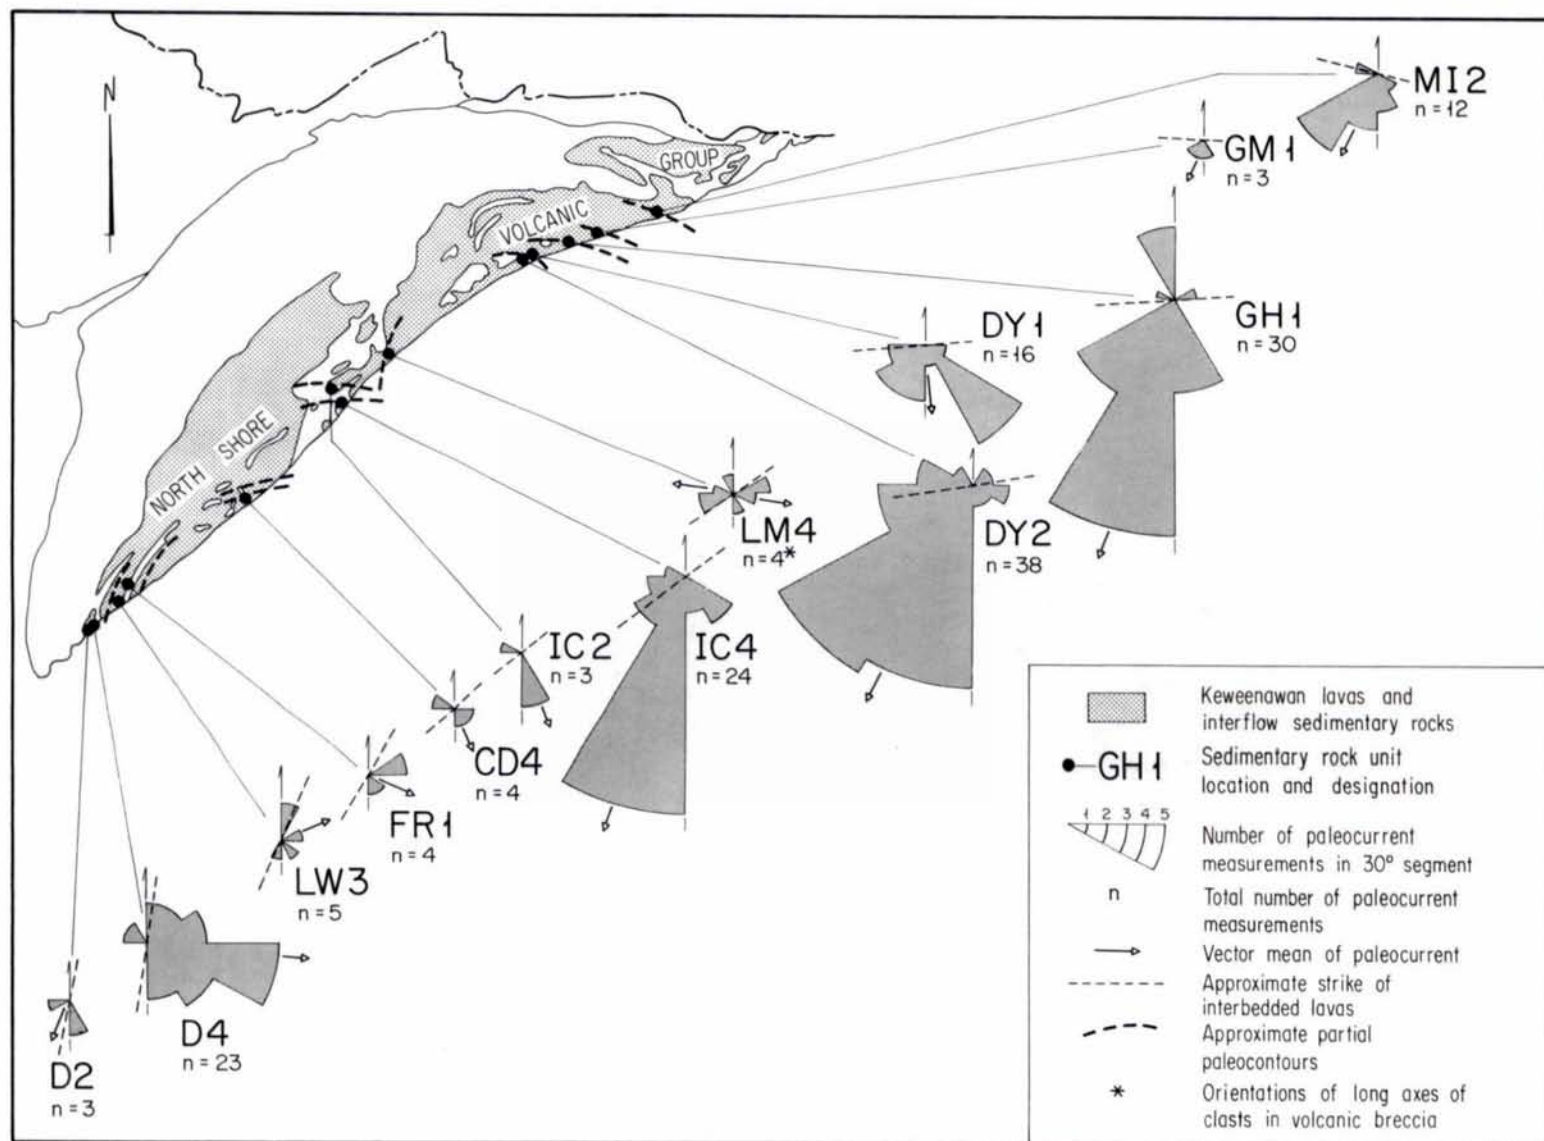 N
GROUP
VOLCANIC
NORTH SHORE
MI2
n=12
GM1
n=3
GH1
n=30
DY1
n=16
DY2
n=38
LM4
n=4*
IC4
n=24
IC2
n=3
CD4
n=4
FR1
n=4
LW3
n=5
D4
n=23
D2
n=3
Keweenawan lavas and
interflow sedimentary rocks
GH1
Sedimentary rock unit
location and designation
1 2 3 4 5
Number of paleocurrent
measurements in 30° segment
n
Total number of paleocurrent
measurements
Vector mean of paleocurrent
Approximate strike of
interbedded lavas
Approximate partial
paleocontours
*
Orientations of long axes of
clasts in volcanic breccia